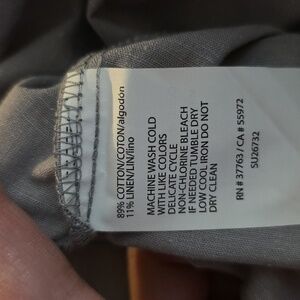 89% COTTON/COTON/algodón
11% LINEN/LIN/lino
MACHINE WASH COLD
WITH LIKE COLORS
DELICATE CYCLE
NON-CHLORINE BLEACH
IF NEEDED TUMBLE DRY
LOW COOL IRON DO NOT
DRY CLEAN
RN # 37763 / CA # 55972
SU26732